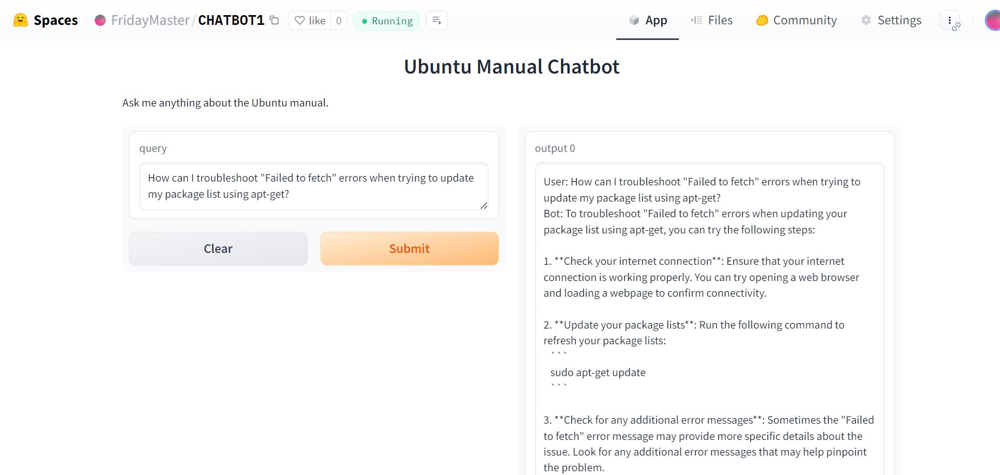 Spaces FridayMaster/CHATBOT1 like 0 Running App Files Community Settings
Ubuntu Manual Chatbot
Ask me anything about the Ubuntu manual.
query
How can I troubleshoot "Failed to fetch" errors when trying to update
my package list using apt-get?
Clear Submit
output 0
User: How can I troubleshoot "Failed to fetch" errors when trying to
update my package list using apt-get?
Bot: To troubleshoot "Failed to fetch" errors when updating your
package list using apt-get, you can try the following steps:
1. **Check your internet connection**: Ensure that your internet
connection is working properly. You can try opening a web browser
and loading a webpage to confirm connectivity.
2. **Update your package lists**: Run the following command to
refresh your package lists:
```
sudo apt-get update
```
3. **Check for any additional error messages**: Sometimes the "Failed
to fetch" error message may provide more specific details about the
issue. Look for any additional error messages that may help pinpoint
the problem.